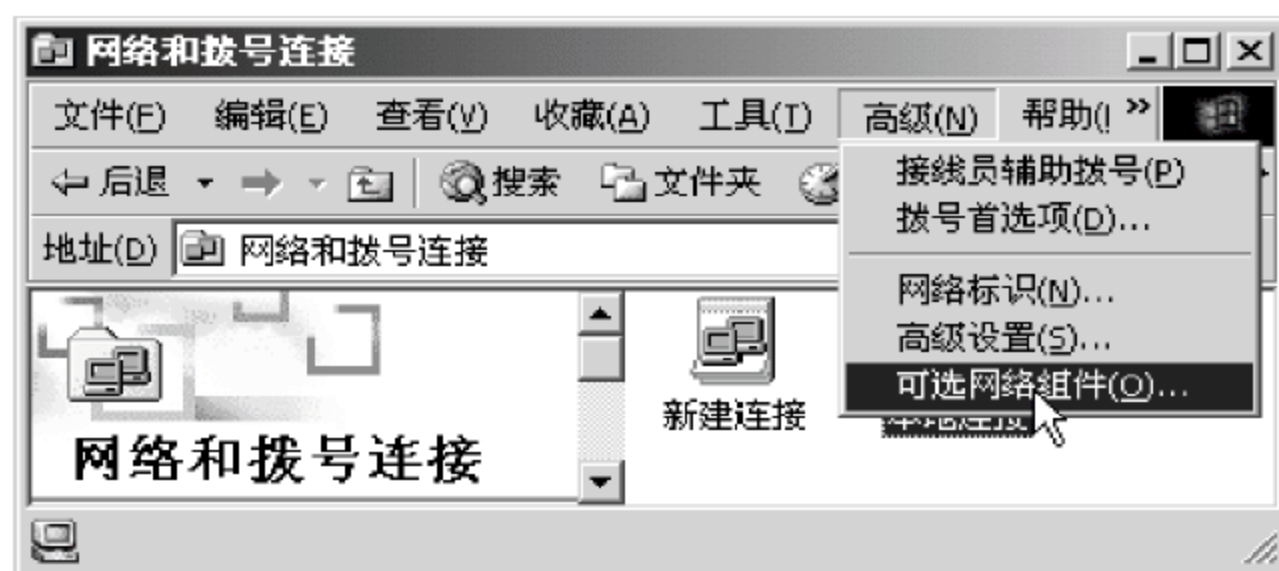 网络和拨号连接
文件(F) 编辑(E) 查看(V) 收藏(A) 工具(T) 高级(N) 帮助( »
后退 搜索 文件夹
地址(D) 网络和拨号连接
接线员辅助拨号(P)
拨号首选项(D)...
网络标识(N)...
高级设置(S)...
可选网络组件(O)...
新建连接
网络和拨号连接